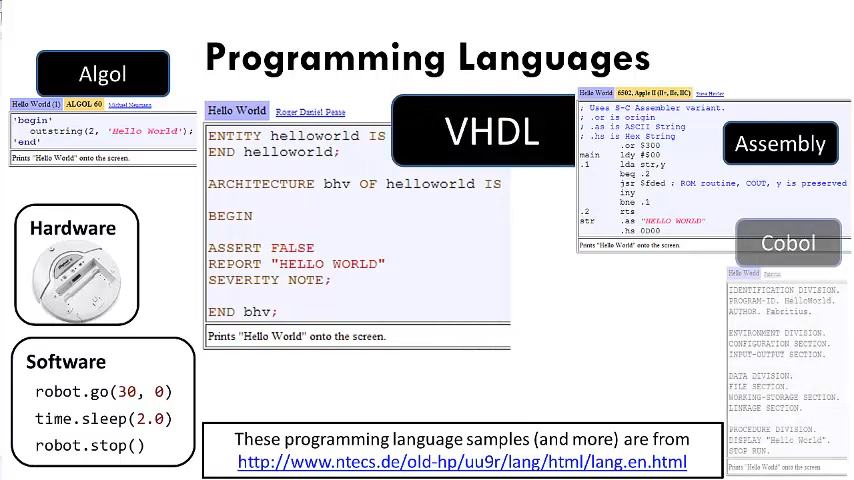 Programming Languages
Algol
Hello World (1) ALGOL 60 Michael Neumann
'begin'
outstring(2, 'Hello World');
'end'
Prints "Hello World" onto the screen.
Hello World Roger Daniel Pease
VHDL
ENTITY helloworld IS
END helloworld;
ARCHITECTURE bhv OF helloworld IS
BEGIN
ASSERT FALSE
REPORT "HELLO WORLD"
SEVERITY NOTE;
END bhv;
Prints "Hello World" onto the screen.
Hello World 6502, Apple II (II+, IIe, IIC)
Assembly
; Uses S-C Assembler variant.
; .or is origin
; .as is ASCII String
; .hs is Hex String
.or $300
main ldy #$00
.1 lda str,y
beq .2
jsr $fded ; ROM routine, COUT, y is preserved
iny
bne .1
.2 rts
str .as "HELLO WORLD"
.hs 0D00
Prints "Hello World" onto the screen.
Cobol
Hello World Fabritius
IDENTIFICATION DIVISION.
PROGRAM-ID. HelloWorld.
AUTHOR. Fabritius.
ENVIRONMENT DIVISION.
CONFIGURATION SECTION.
INPUT-OUTPUT SECTION.
DATA DIVISION.
FILE SECTION.
WORKING-STORAGE SECTION.
LINKAGE SECTION.
PROCEDURE DIVISION.
DISPLAY "Hello World".
STOP RUN.
Prints "Hello World" onto the screen.
Hardware
Software
robot.go(30, 0)
time.sleep(2.0)
robot.stop()
These programming language samples (and more) are from
http://www.ntecs.de/old-hp/uu9r/lang/html/lang.en.html